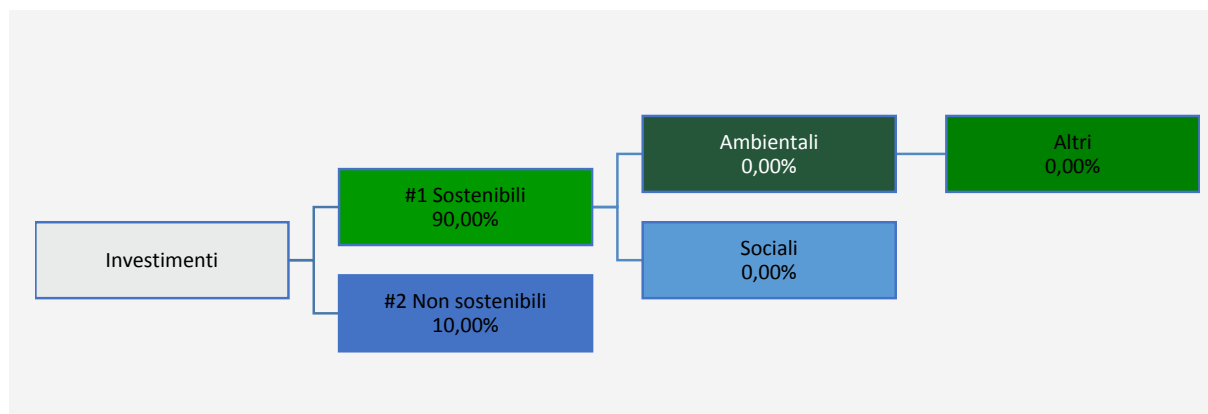 Ambientali
0,00%
Altri
0,00%
#1 Sostenibili
90,00%
Sociali
0,00%
Investimenti
#2 Non sostenibili
10,00%